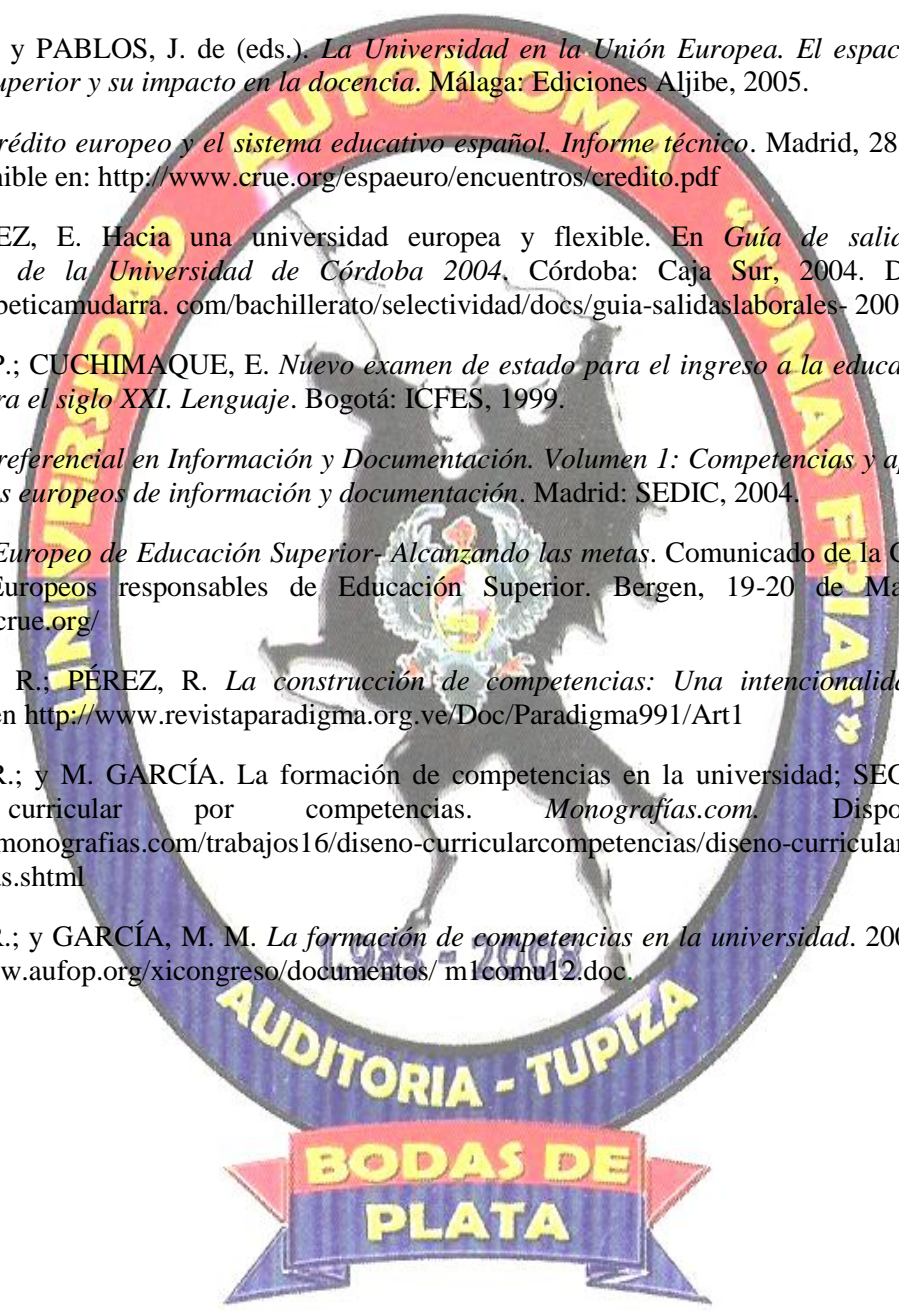 y PABLOS, J. de (eds.). La Universidad en la Unión Europea. El espac
uperior y su impacto en la docencia. Málaga: Ediciones Aljibe, 2005.
rédito europeo y el sistema educativo español. Informe técnico. Madrid, 28
nible en: http://www.crue.org/espaeuro/encuentros/credito.pdf
EZ, E. Hacia una universidad europea y flexible. En Guía de salid
de la Universidad de Córdoba 2004. Córdoba: Caja Sur, 2004. D
beticamudarra. com/bachillerato/selectividad/docs/guia-salidaslaborales- 200
P.; CUCHIMAQUE, E. Nuevo examen de estado para el ingreso a la educa
ra el siglo XXI. Lenguaje. Bogotá: ICFES, 1999.
referencial en Información y Documentación. Volumen 1: Competencias y a
s europeos de información y documentación. Madrid: SEDIC, 2004.
Europeo de Educación Superior- Alcanzando las metas. Comunicado de la C
Europeos responsables de Educación Superior. Bergen, 19-20 de Ma
crue.org/
R.; PÉREZ, R. La construcción de competencias: Una intencionalid
en http://www.revistaparadigma.org.ve/Doc/Paradigma991/Art1
R.; y M. GARCÍA. La formación de competencias en la universidad; SEG
curricular por competencias. Monografías.com. Dispo
monografias.com/trabajos16/diseno-curricularcompetencias/diseno-curricular
as.shtml
R.; y GARCÍA, M. M. La formación de competencias en la universidad. 200
w.aufop.org/xicongreso/documentos/ m1comu12.doc.
UNIVERSIDAD AUTONOMA "TOMAS FRIAS"
1983 - 2008
AUDITORIA - TUPIZA
BODAS DE
PLATA